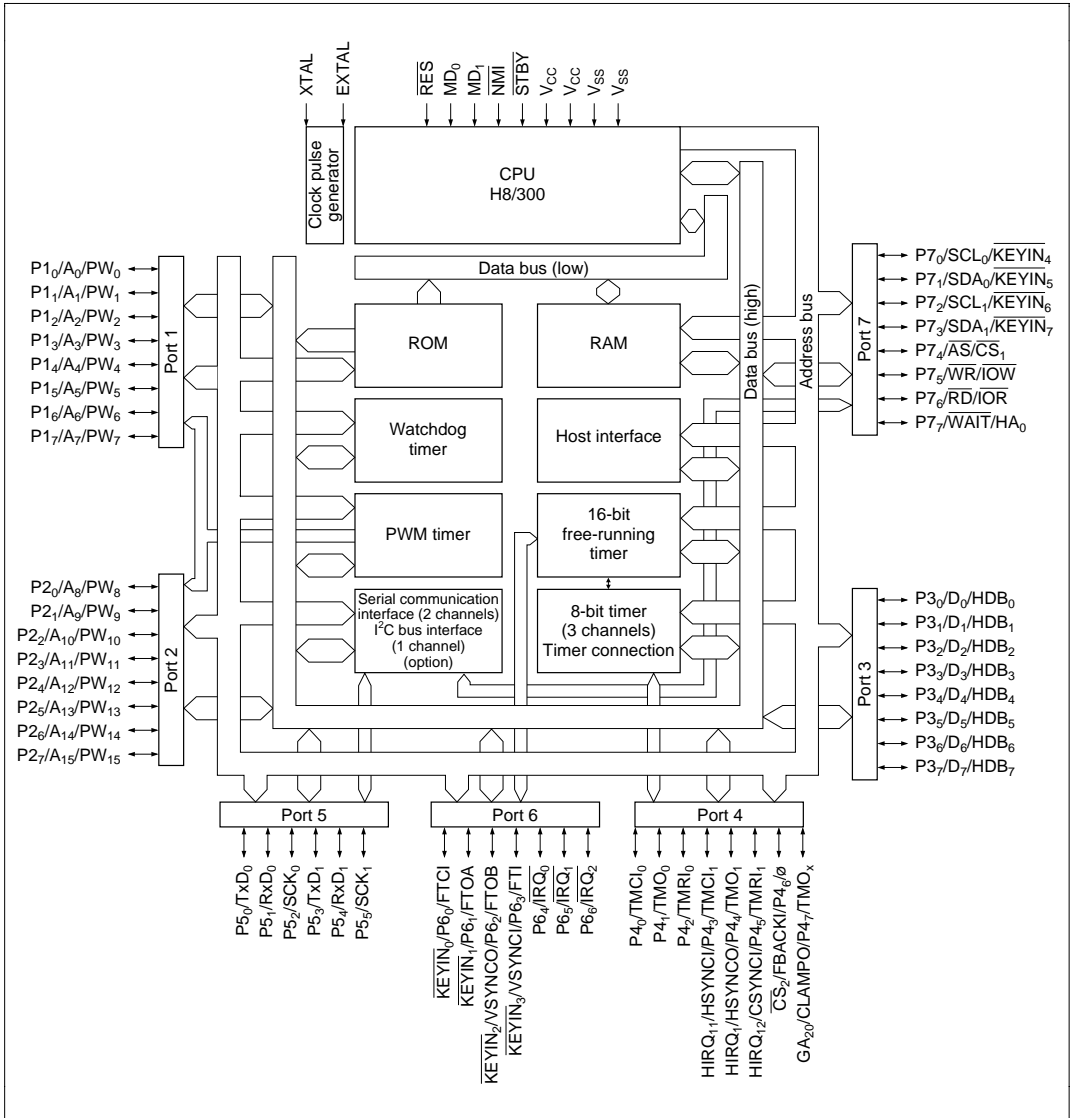 XTAL
EXTAL
RES
MD0
MD1
NMI
STBY
VCC
VCC
VSS
VSS
Clock pulse
generator
CPU
H8/300
Data bus (low)
Data bus (high)
Address bus
P10/A0/PW0
P11/A1/PW1
P12/A2/PW2
P13/A3/PW3
P14/A4/PW4
P15/A5/PW5
P16/A6/PW6
P17/A7/PW7
Port 1
ROM
RAM
Port 7
P70/SCL0/KEYIN4
P71/SDA0/KEYIN5
P72/SCL1/KEYIN6
P73/SDA1/KEYIN7
P74/AS/CS1
P75/WR/IOW
P76/RD/IOR
P77/WAIT/HA0
Watchdog
timer
Host interface
PWM timer
16-bit
free-running
timer
P20/A8/PW8
P21/A9/PW9
P22/A10/PW10
P23/A11/PW11
P24/A12/PW12
P25/A13/PW13
P26/A14/PW14
P27/A15/PW15
Port 2
Serial communication
interface (2 channels)
I2C bus interface
(1 channel)
(option)
8-bit timer
(3 channels)
Timer connection
Port 3
P30/D0/HDB0
P31/D1/HDB1
P32/D2/HDB2
P33/D3/HDB3
P34/D4/HDB4
P35/D5/HDB5
P36/D6/HDB6
P37/D7/HDB7
Port 5
Port 6
Port 4
P50/TxD0
P51/RxD0
P52/SCK0
P53/TxD1
P54/RxD1
P55/SCK1
KEYIN0/P60/FTCI
KEYIN1/P61/FTOA
KEYIN2/VSYNCO/P62/FTOB
KEYIN3/VSYNCI/P63/FTI
P64/IRQ0
P65/IRQ1
P66/IRQ2
P40/TMCI0
P41/TMO0
P42/TMRI0
HIRQ11/HSYNCI/P43/TMCI1
HIRQ1/HSYNCO/P44/TMO1
HIRQ12/CSYNCI/P45/TMRI1
CS2/FBACKI/P46/ø
GA20/CLAMPO/P47/TMOx